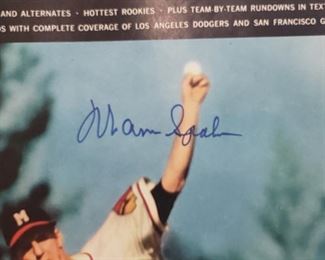 AND ALTERNATES · HOTTEST ROOKIES · PLUS TEAM-BY-TEAM RUNDOWNS IN TEX
S WITH COMPLETE COVERAGE OF LOS ANGELES DODGERS AND SAN FRANCISCO G
Warren Spahn
M